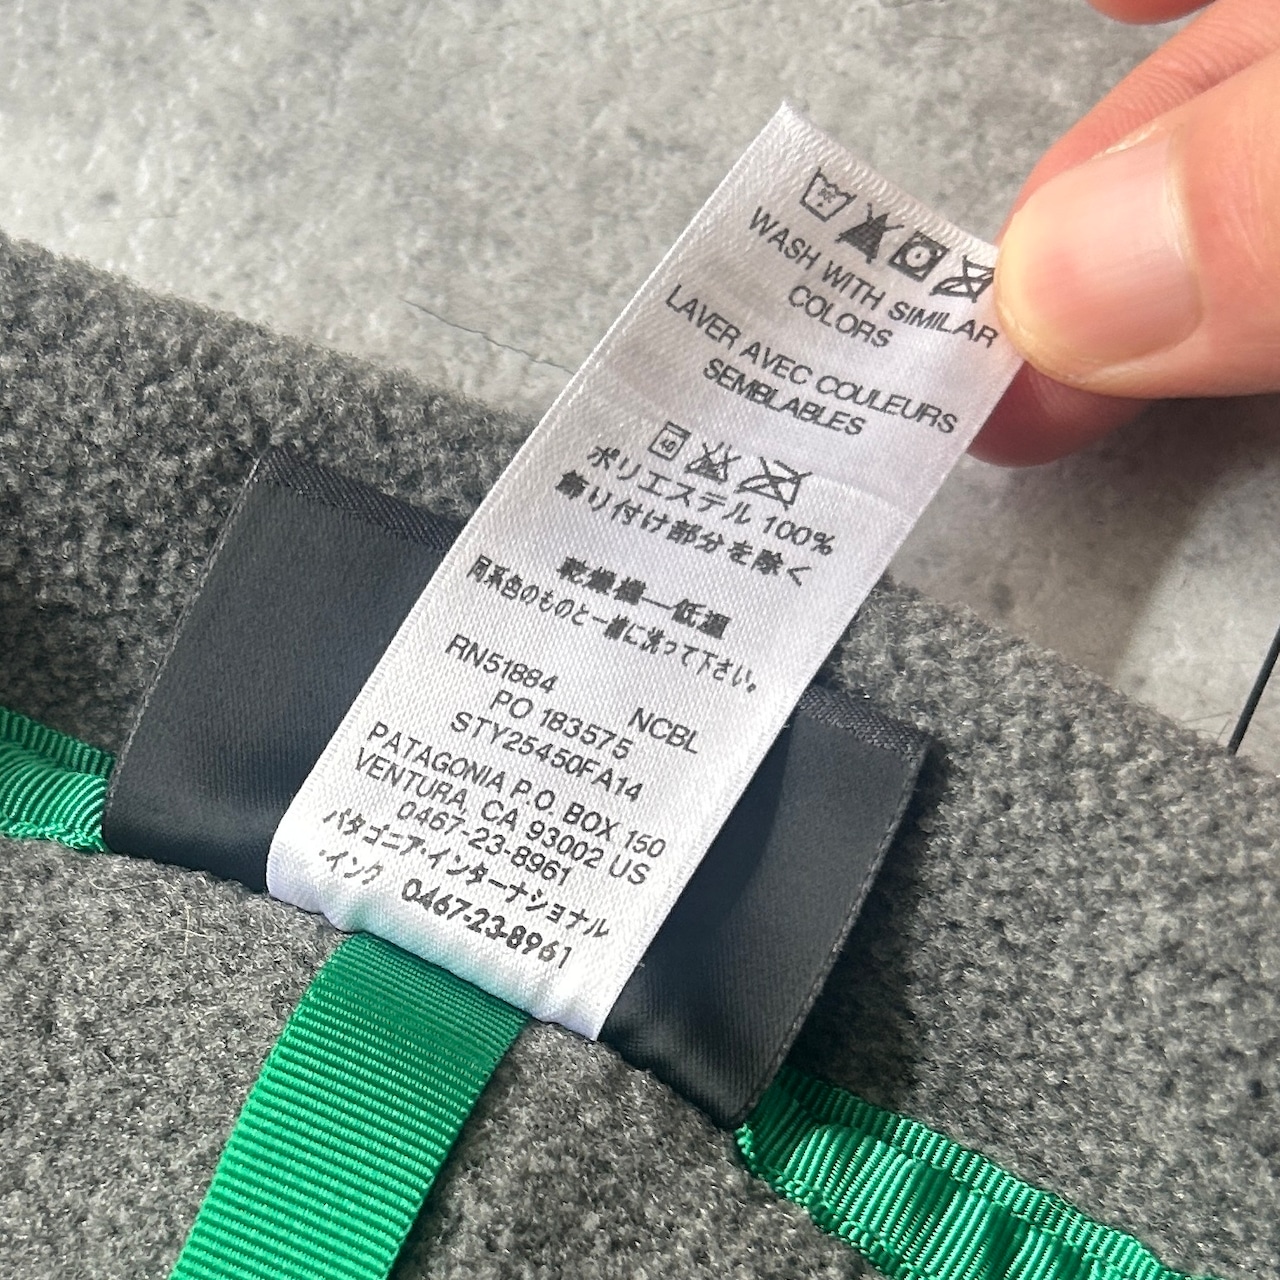 WASH WITH SIMILAR
COLORS
LAVER AVEC COULEURS
SEMBLABLES
40
ポリエステル 100%
飾り付け部分を除く
乾燥機—低温
同系色のものと一緒に洗って下さい。
RN51884 NCBL
PO 183575
STY25450FA14
PATAGONIA P.O. BOX 150
VENTURA, CA 93002 US
0467-23-8961
パタゴニア・インターナショナル
・インク 0467-23-8961